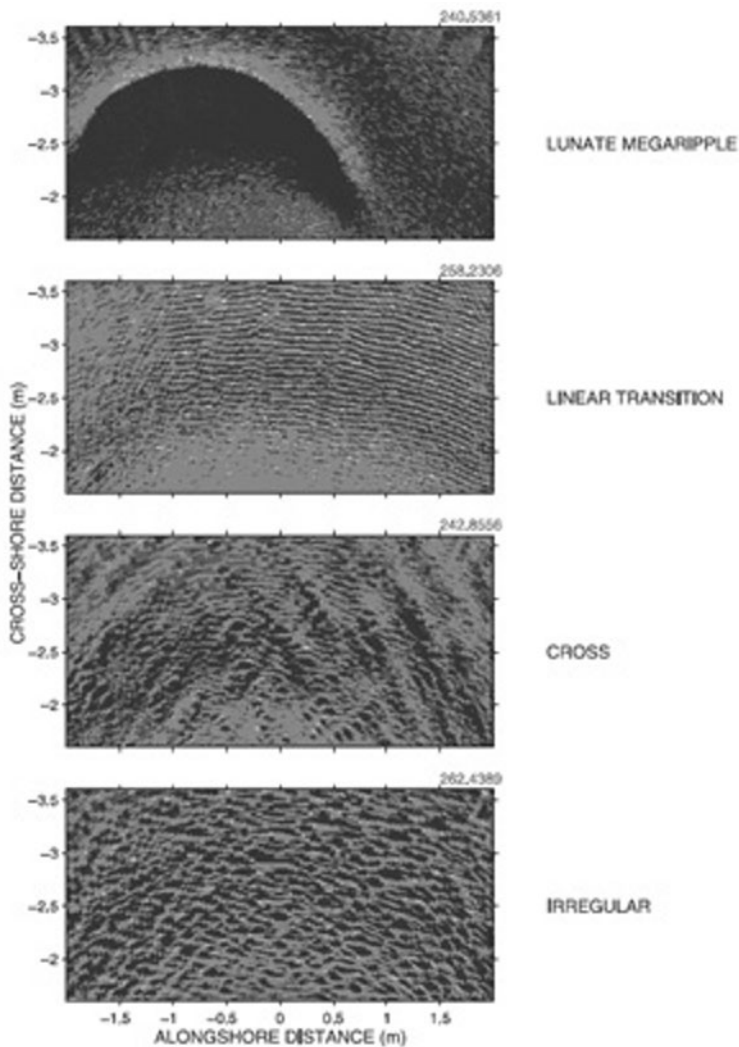 240.5361
-3.5
-3
-2.5
-2
LUNATE MEGARIPPLE
258.2306
-3.5
-3
-2.5
-2
LINEAR TRANSITION
CROSS-SHORE DISTANCE (m)
242.8556
-3.5
-3
-2.5
-2
CROSS
262.4389
-3.5
-3
-2.5
-2
IRREGULAR
-1.5 -1 -0.5 0 0.5 1 1.5
ALONGSHORE DISTANCE (m)